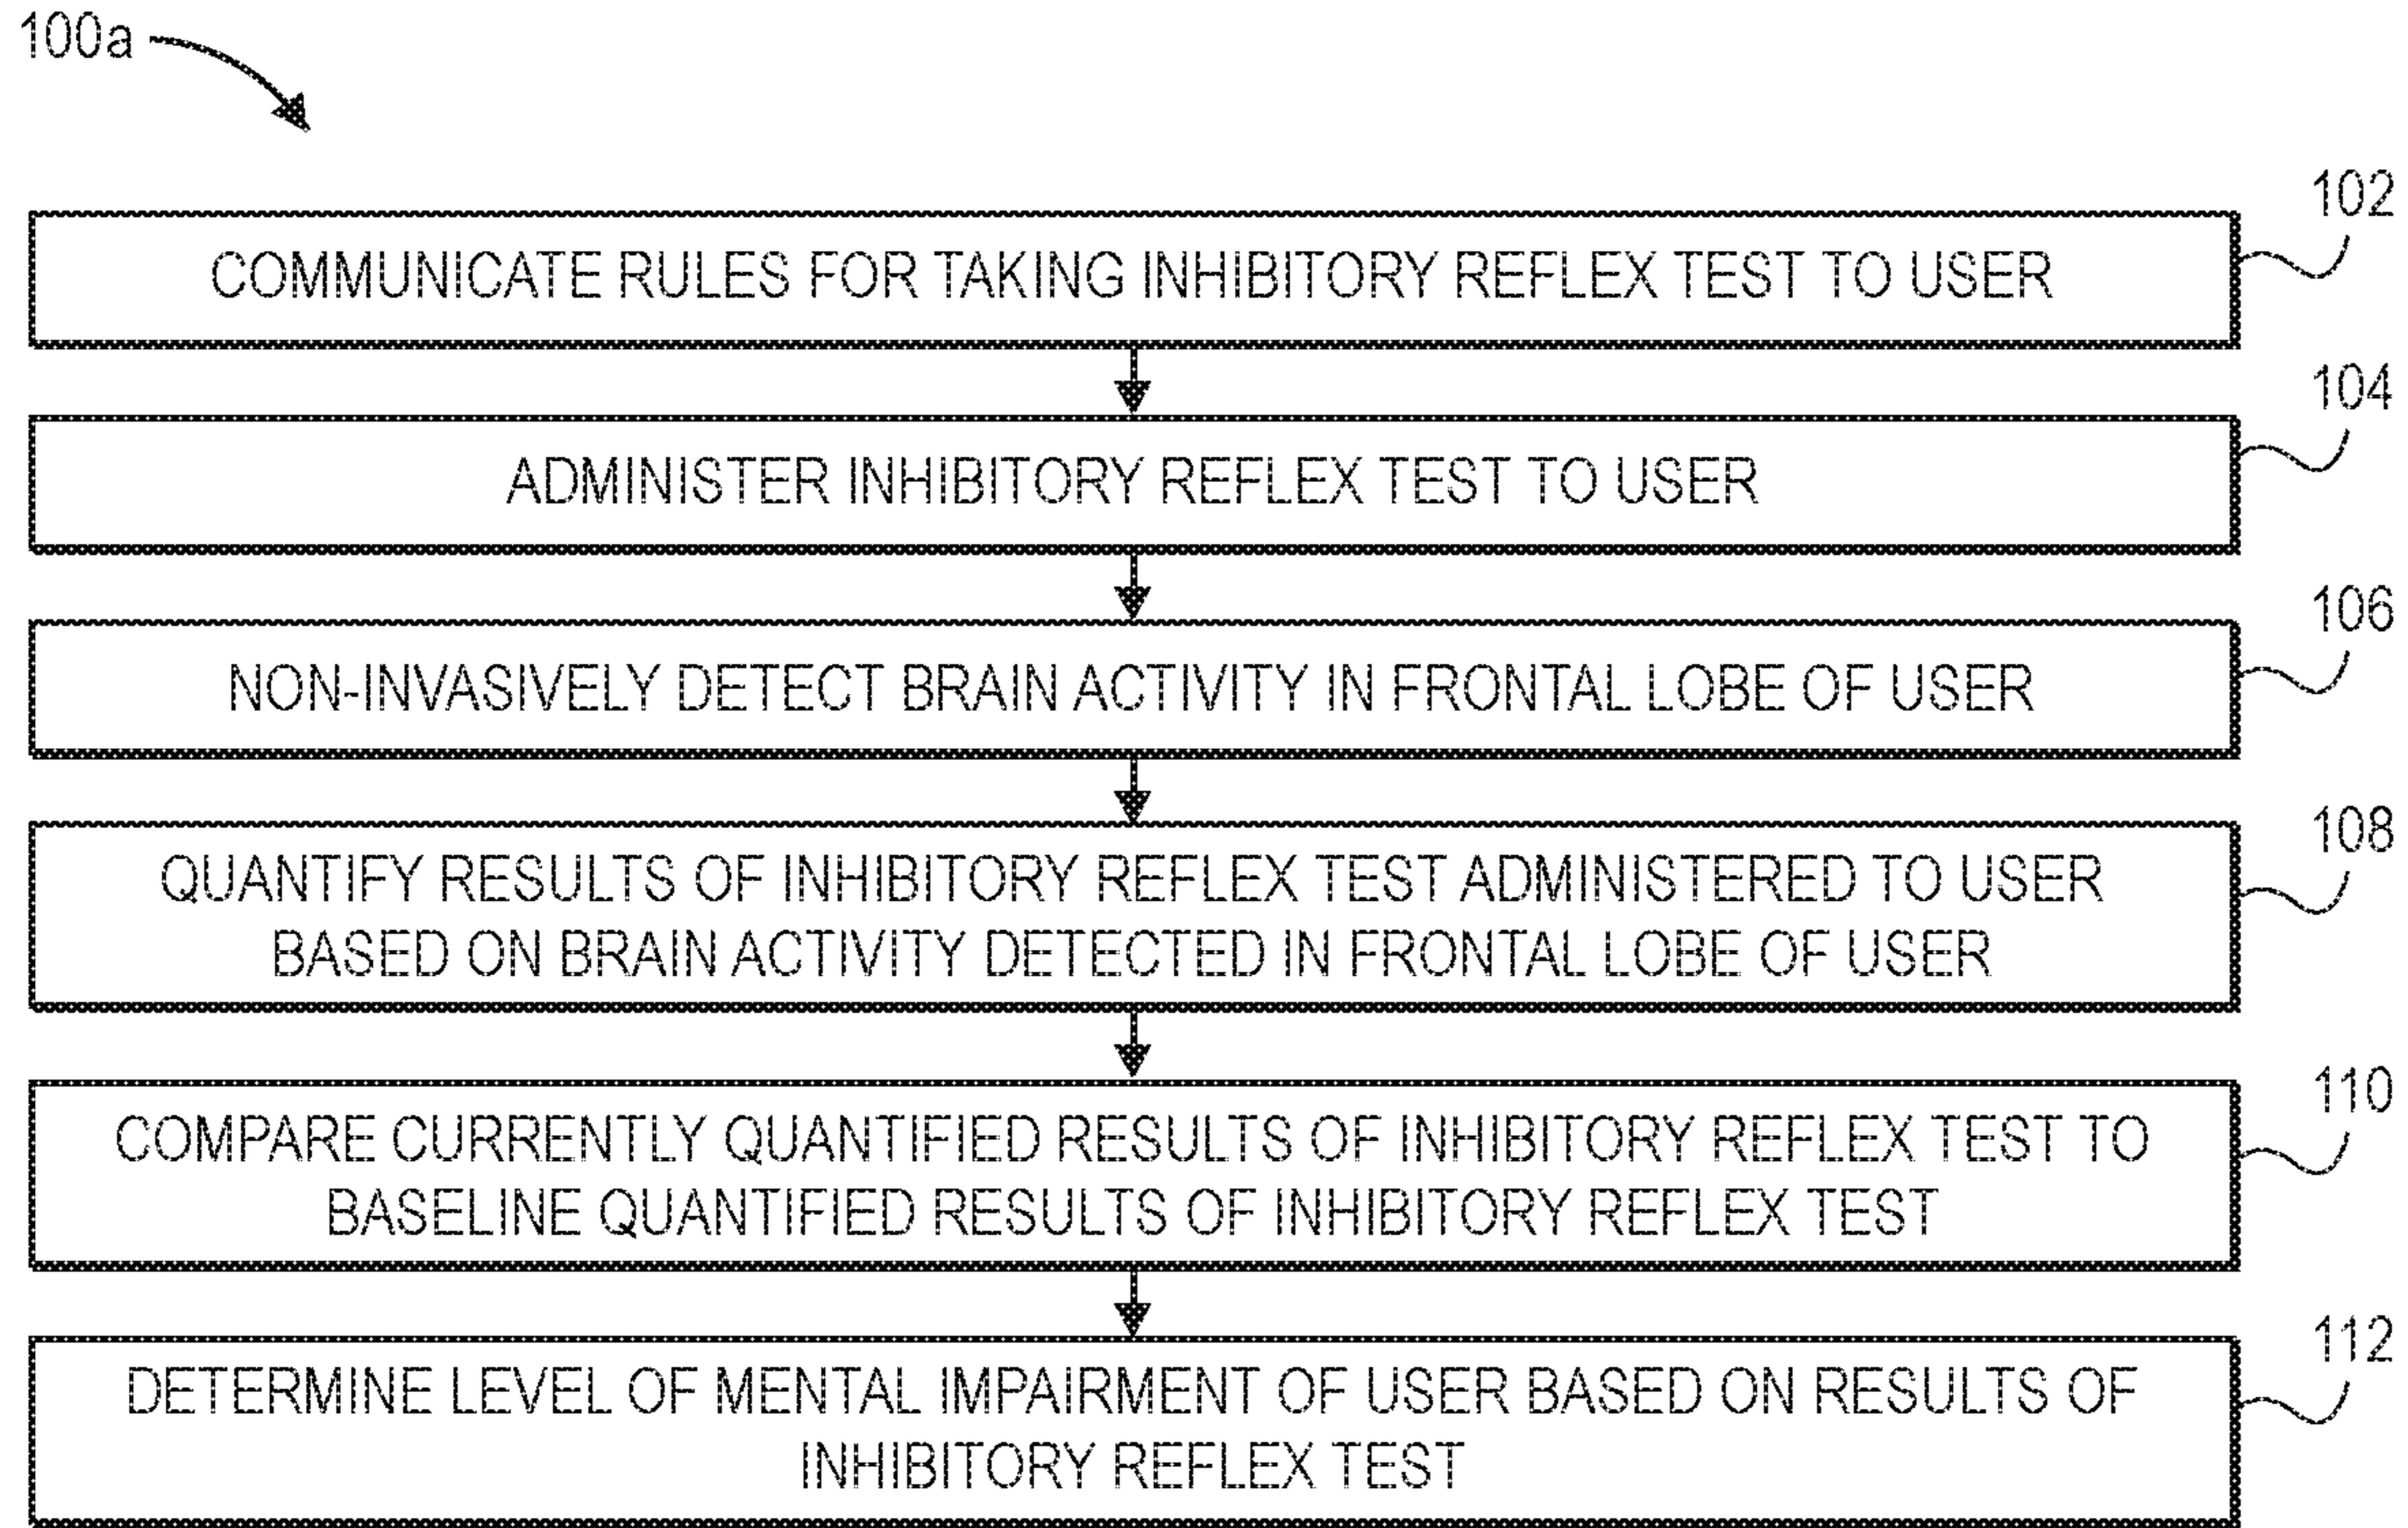 100a
102
COMMUNICATE RULES FOR TAKING INHIBITORY REFLEX TEST TO USER
104
ADMINISTER INHIBITORY REFLEX TEST TO USER
106
NON-INVASIVELY DETECT BRAIN ACTIVITY IN FRONTAL LOBE OF USER
108
QUANTIFY RESULTS OF INHIBITORY REFLEX TEST ADMINISTERED TO USER
BASED ON BRAIN ACTIVITY DETECTED IN FRONTAL LOBE OF USER
110
COMPARE CURRENTLY QUANTIFIED RESULTS OF INHIBITORY REFLEX TEST TO
BASELINE QUANTIFIED RESULTS OF INHIBITORY REFLEX TEST
112
DETERMINE LEVEL OF MENTAL IMPAIRMENT OF USER BASED ON RESULTS OF
INHIBITORY REFLEX TEST